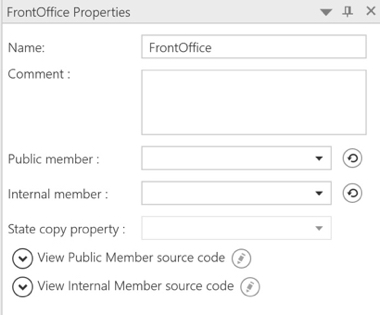 FrontOffice Properties
Name: FrontOffice
Comment :
Public member :
Internal member :
State copy property :
View Public Member source code
View Internal Member source code